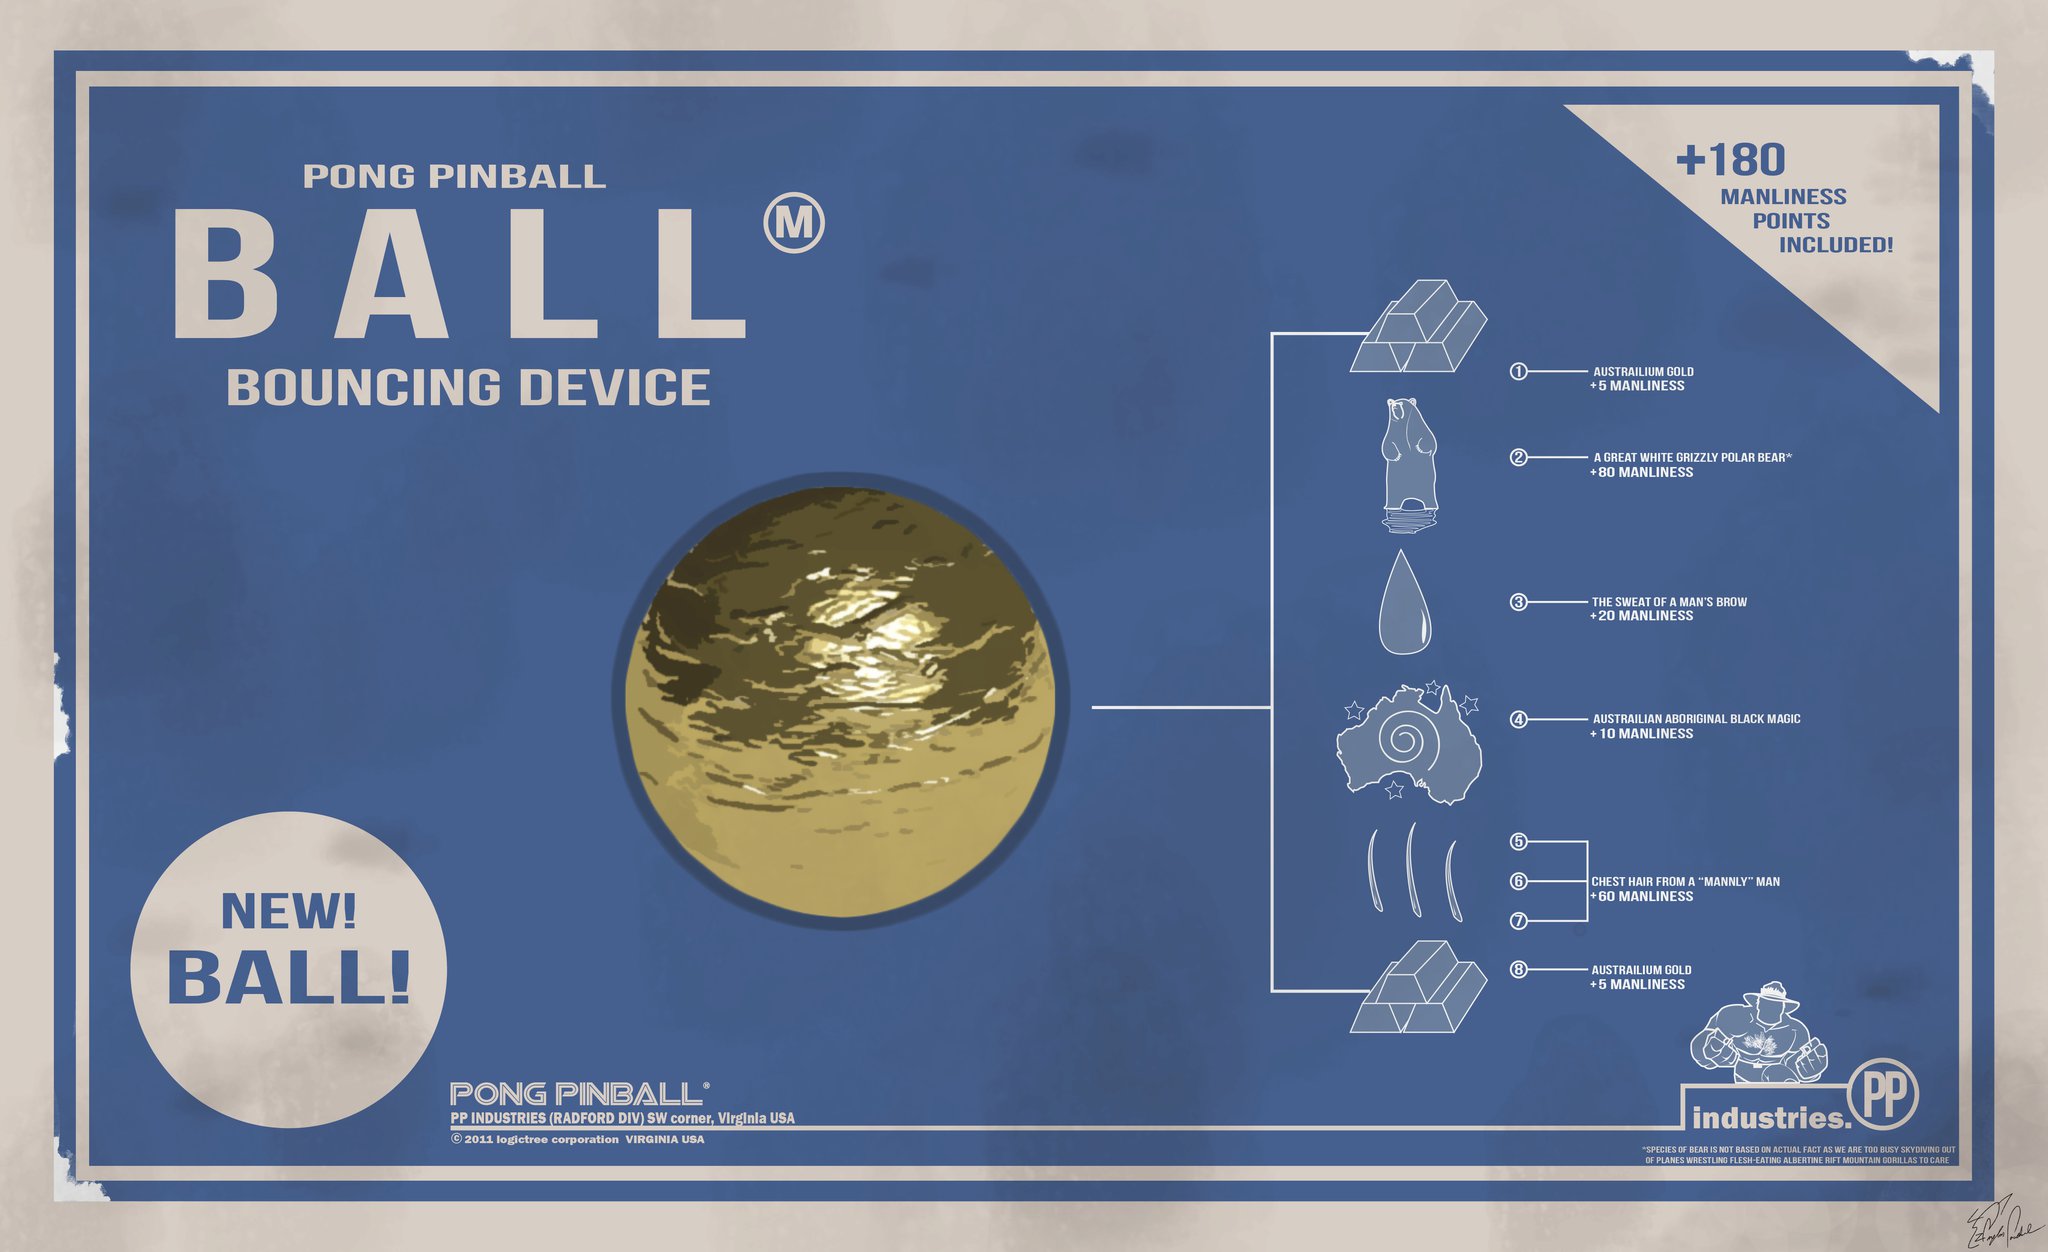 PONG PINBALL
BALL Ⓜ
BOUNCING DEVICE
+180
MANLINESS
POINTS
INCLUDED!
1 AUSTRAILIUM GOLD
+5 MANLINESS
2 A GREAT WHITE GRIZZLY POLAR BEAR*
+80 MANLINESS
3 THE SWEAT OF A MAN'S BROW
+20 MANLINESS
4 AUSTRAILIAN ABORIGINAL BLACK MAGIC
+10 MANLINESS
5
6 CHEST HAIR FROM A "MANNLY" MAN
+60 MANLINESS
7
8 AUSTRAILIUM GOLD
+5 MANLINESS
NEW!
BALL!
PONG PINBALL®
PP INDUSTRIES (RADFORD DIV) SW corner, Virginia USA
© 2011 logictree corporation VIRGINIA USA
industries. PP
*SPECIES OF BEAR IS NOT BASED ON ACTUAL FACT AS WE ARE TOO BUSY SKYDIVING OUT
OF PLANES WRESTLING FLESH-EATING ALBERTINE RIFT MOUNTAIN GORILLAS TO CARE